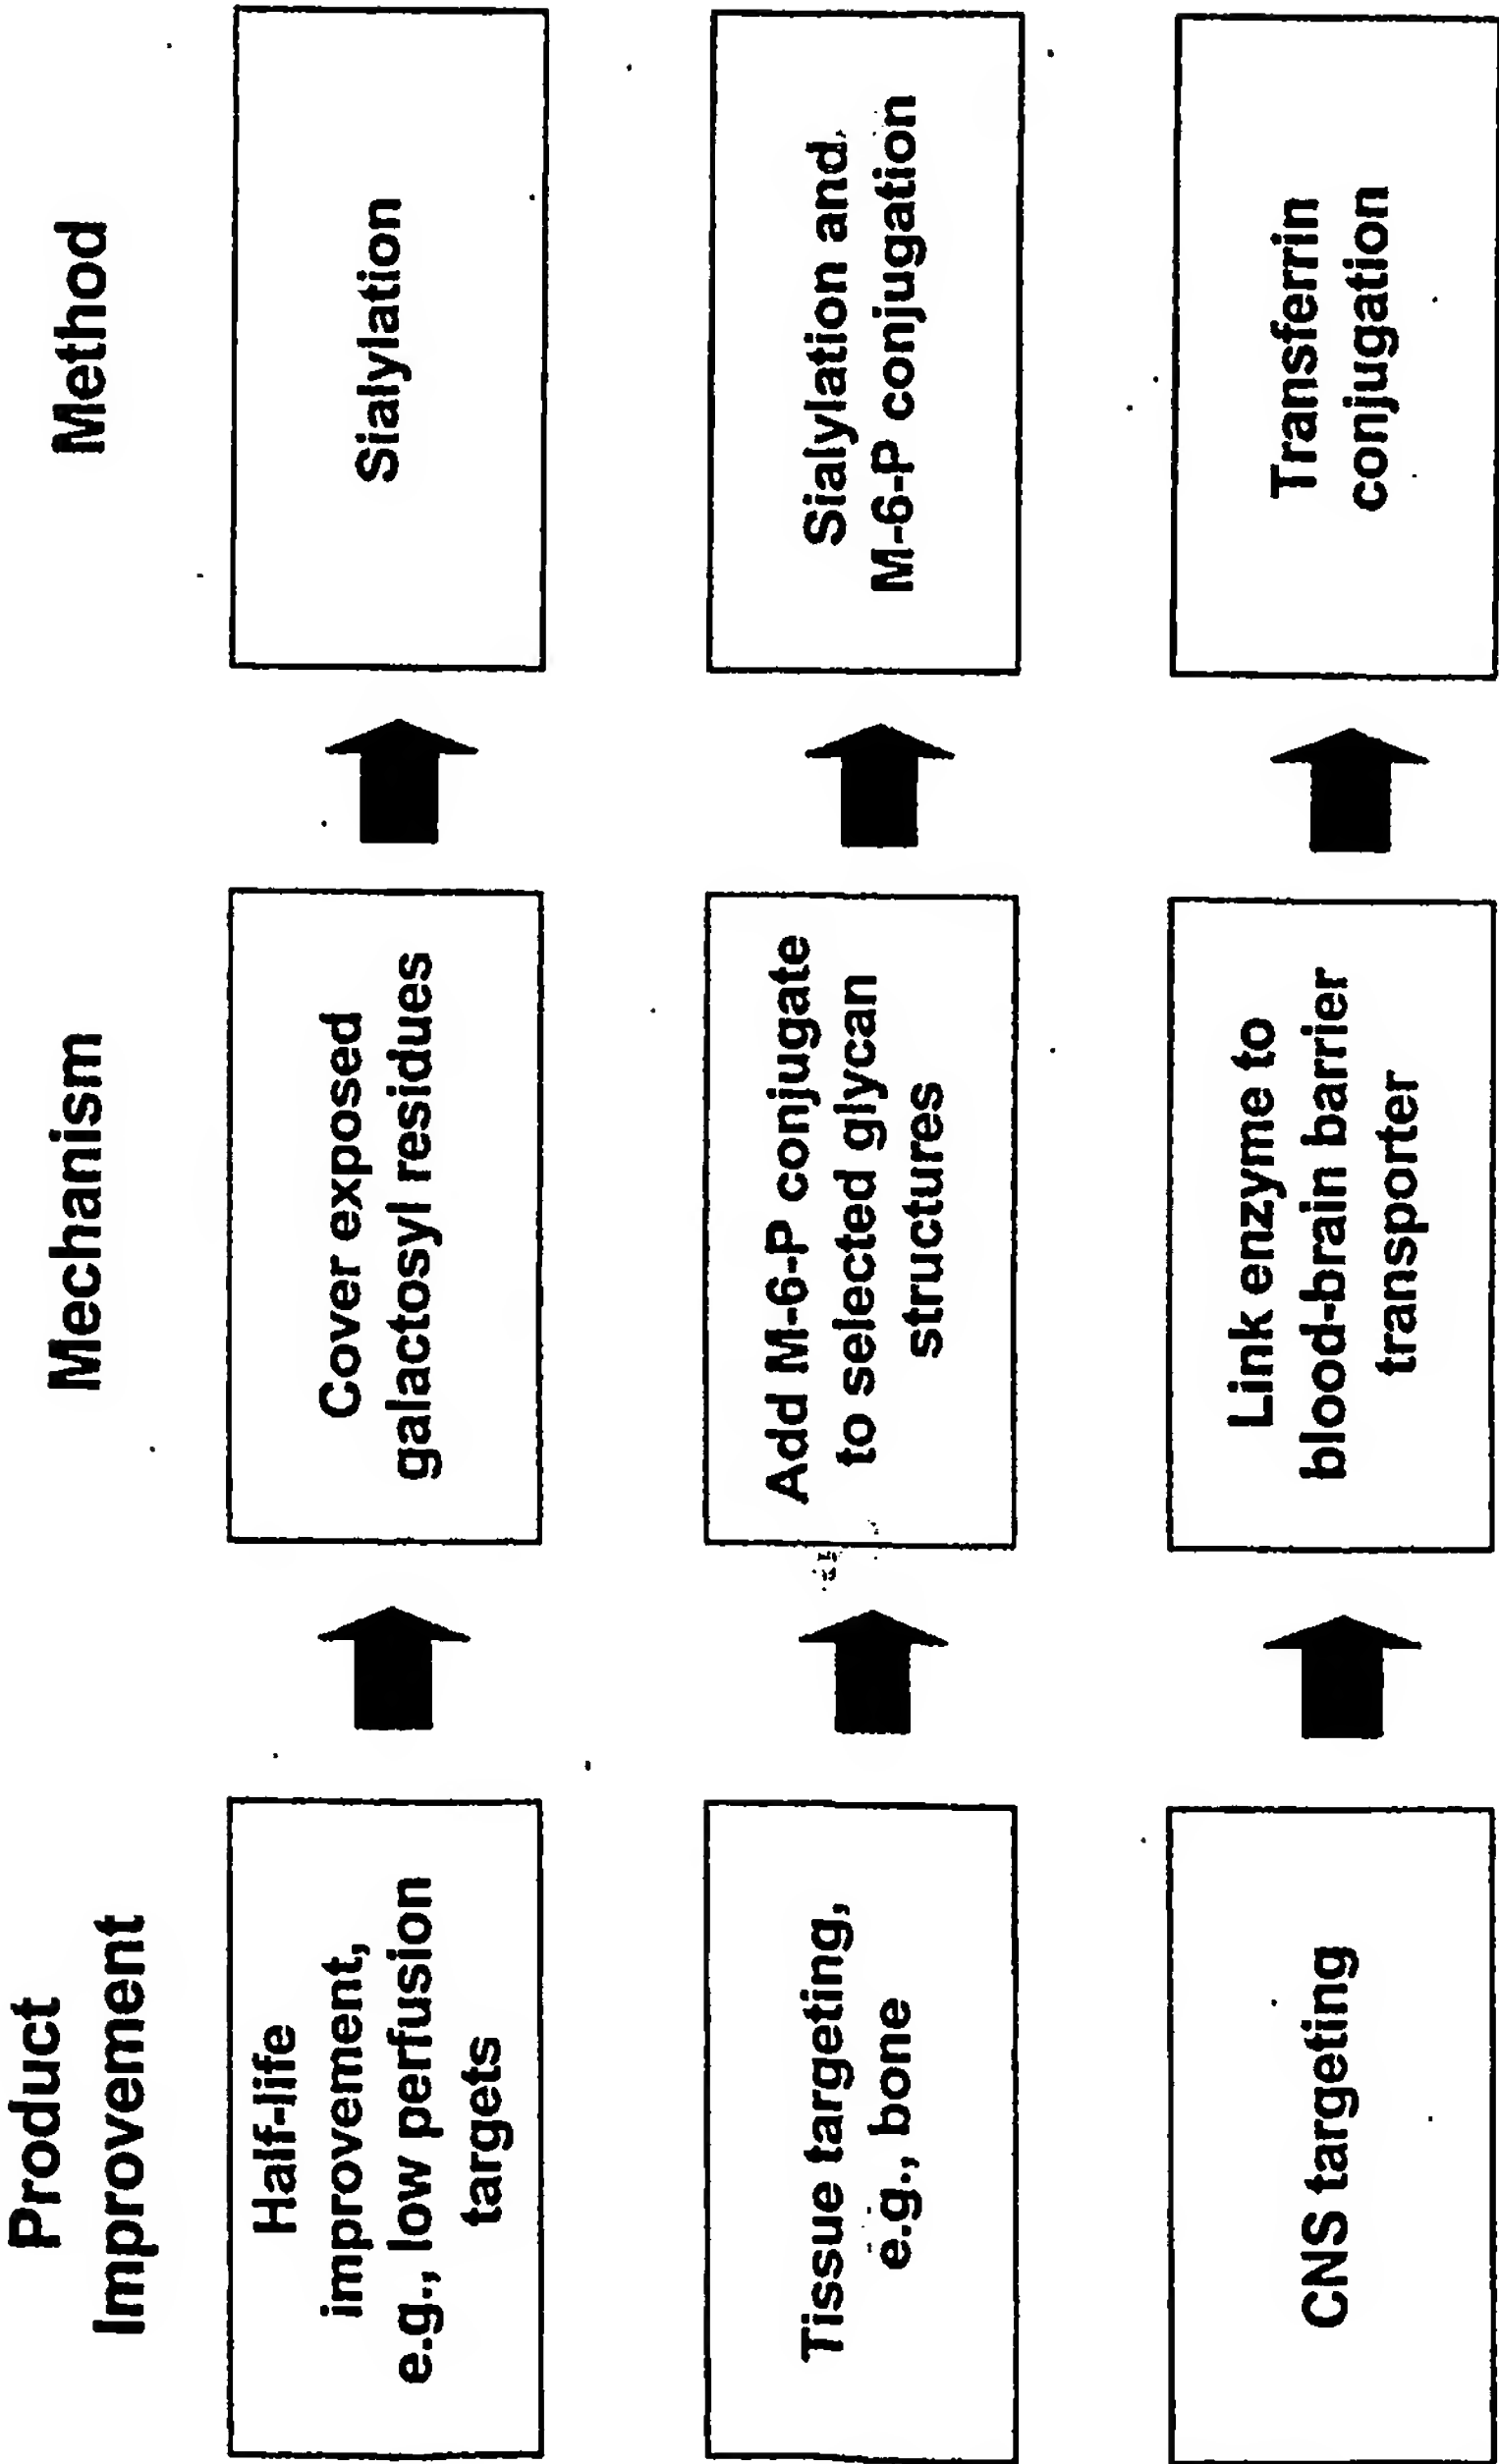 Product
Improvement
Mechanism
Method
Half-life
improvement,
e.g., low perfusion
targets
Cover exposed
galactosyl residues
Sialylation
Tissue targeting,
e.g., bone
Add M-6-P conjugate
to selected glycan
structures
Sialylation and
M-6-P conjugation
CNS targeting
Link enzyme to
blood-brain barrier
transporter
Transferrin
conjugation